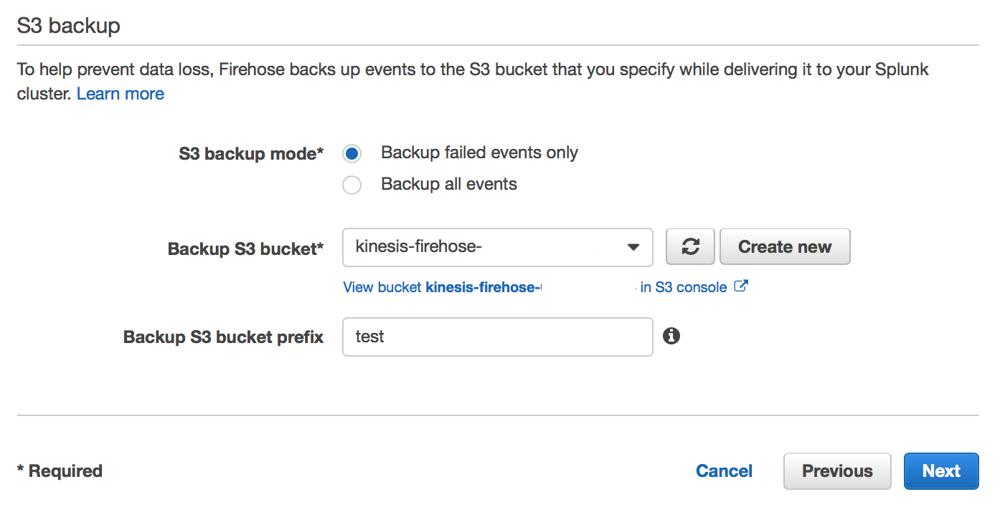 S3 backup
To help prevent data loss, Firehose backs up events to the S3 bucket that you specify while delivering it to your Splunk
cluster. Learn more
S3 backup mode* Backup failed events only
Backup all events
Backup S3 bucket* kinesis-firehose- Create new
View bucket kinesis-firehose- in S3 console
Backup S3 bucket prefix test
* Required Cancel Previous Next